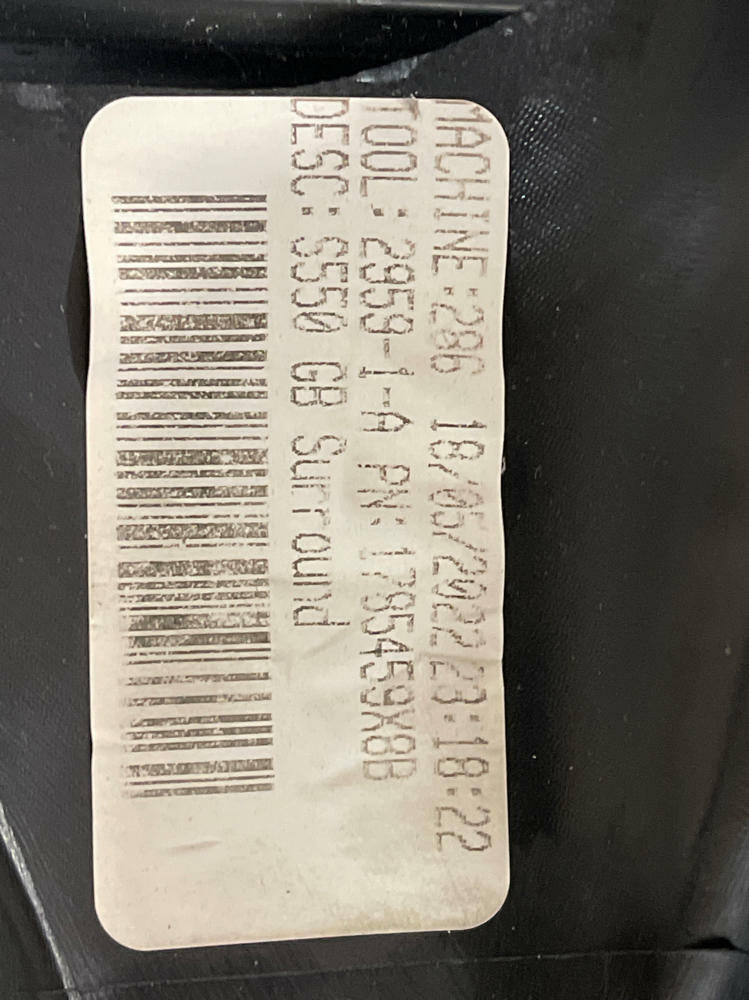 MACHINE:286 18/05/2022 23:18:22
TOOL: 2959-1-A PN:1785459X8B
DESC: S550 GB Surround